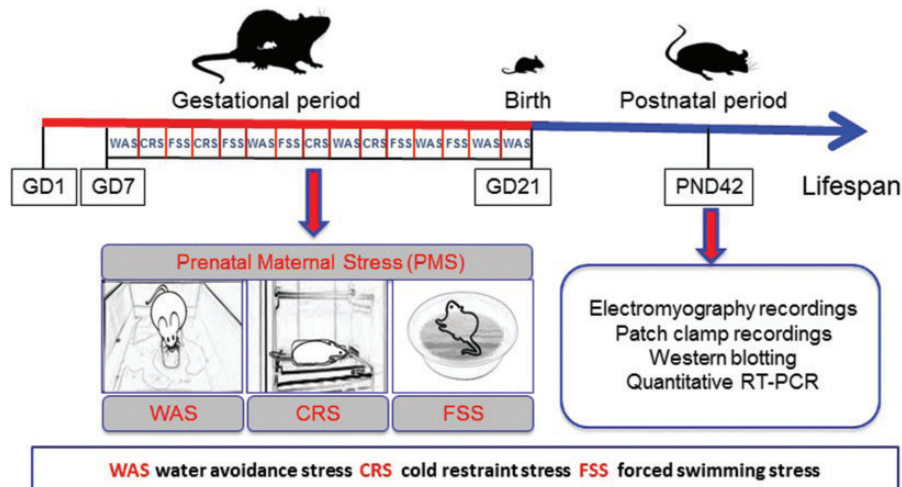 Gestational period Birth Postnatal period
WAS CRS FSS CRS FSS WAS FSS CRS WAS CRS FSS WAS FSS WAS WAS
GD1 GD7 GD21 PND42 Lifespan
Prenatal Maternal Stress (PMS)
WAS CRS FSS
Electromyography recordings
Patch clamp recordings
Western blotting
Quantitative RT-PCR
WAS water avoidance stress CRS cold restraint stress FSS forced swimming stress